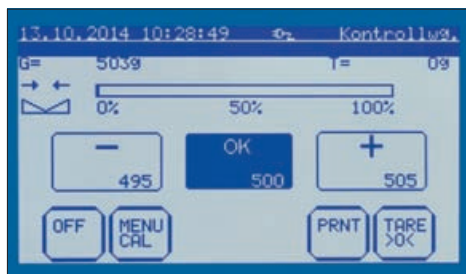 13.10.2014 10:28:49 Kontrollwg.
G= 503g T= 0g
0% 50% 100%
− OK +
495 500 505
OFF MENU CAL PRNT TARE >0<